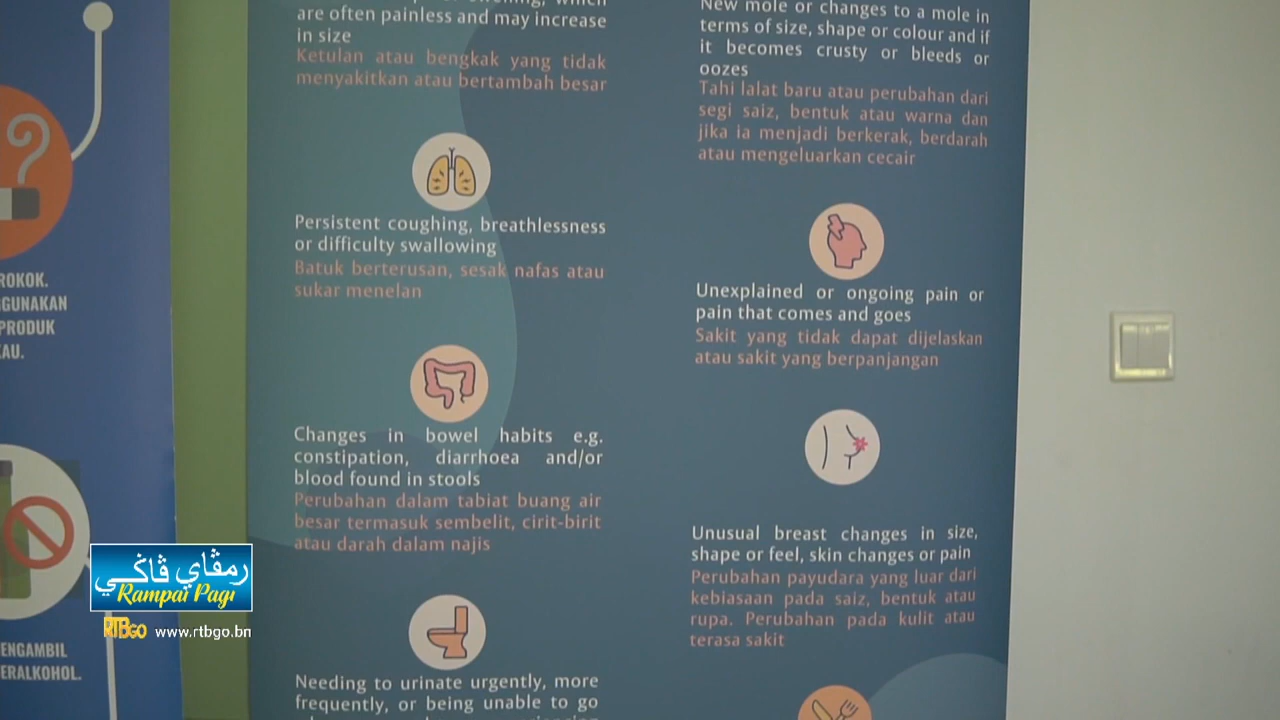 ROKOK.
GUNAKAN
PRODUK
AU.
ENGAMBIL
ERALKOHOL.
are often painless and may increase
in size
Ketulan atau bengkak yang tidak
menyakitkan atau bertambah besar
Persistent coughing, breathlessness
or difficulty swallowing
Batuk berterusan, sesak nafas atau
sukar menelan
Changes in bowel habits e.g.
constipation, diarrhoea and/or
blood found in stools
Perubahan dalam tabiat buang air
besar termasuk sembelit, cirit-birit
atau darah dalam najis
Needing to urinate urgently, more
frequently, or being unable to go
New mole or changes to a mole in
terms of size, shape or colour and if
it becomes crusty or bleeds or
oozes
Tahi lalat baru atau perubahan dari
segi saiz, bentuk atau warna dan
jika ia menjadi berkerak, berdarah
atau mengeluarkan cecair
Unexplained or ongoing pain or
pain that comes and goes
Sakit yang tidak dapat dijelaskan
atau sakit yang berpanjangan
Unusual breast changes in size,
shape or feel, skin changes or pain
Perubahan payudara yang luar dari
kebiasaan pada saiz, bentuk atau
rupa. Perubahan pada kulit atau
terasa sakit
رمڤاي ڤاݢي
Rampai Pagi
RTBGO www.rtbgo.bn